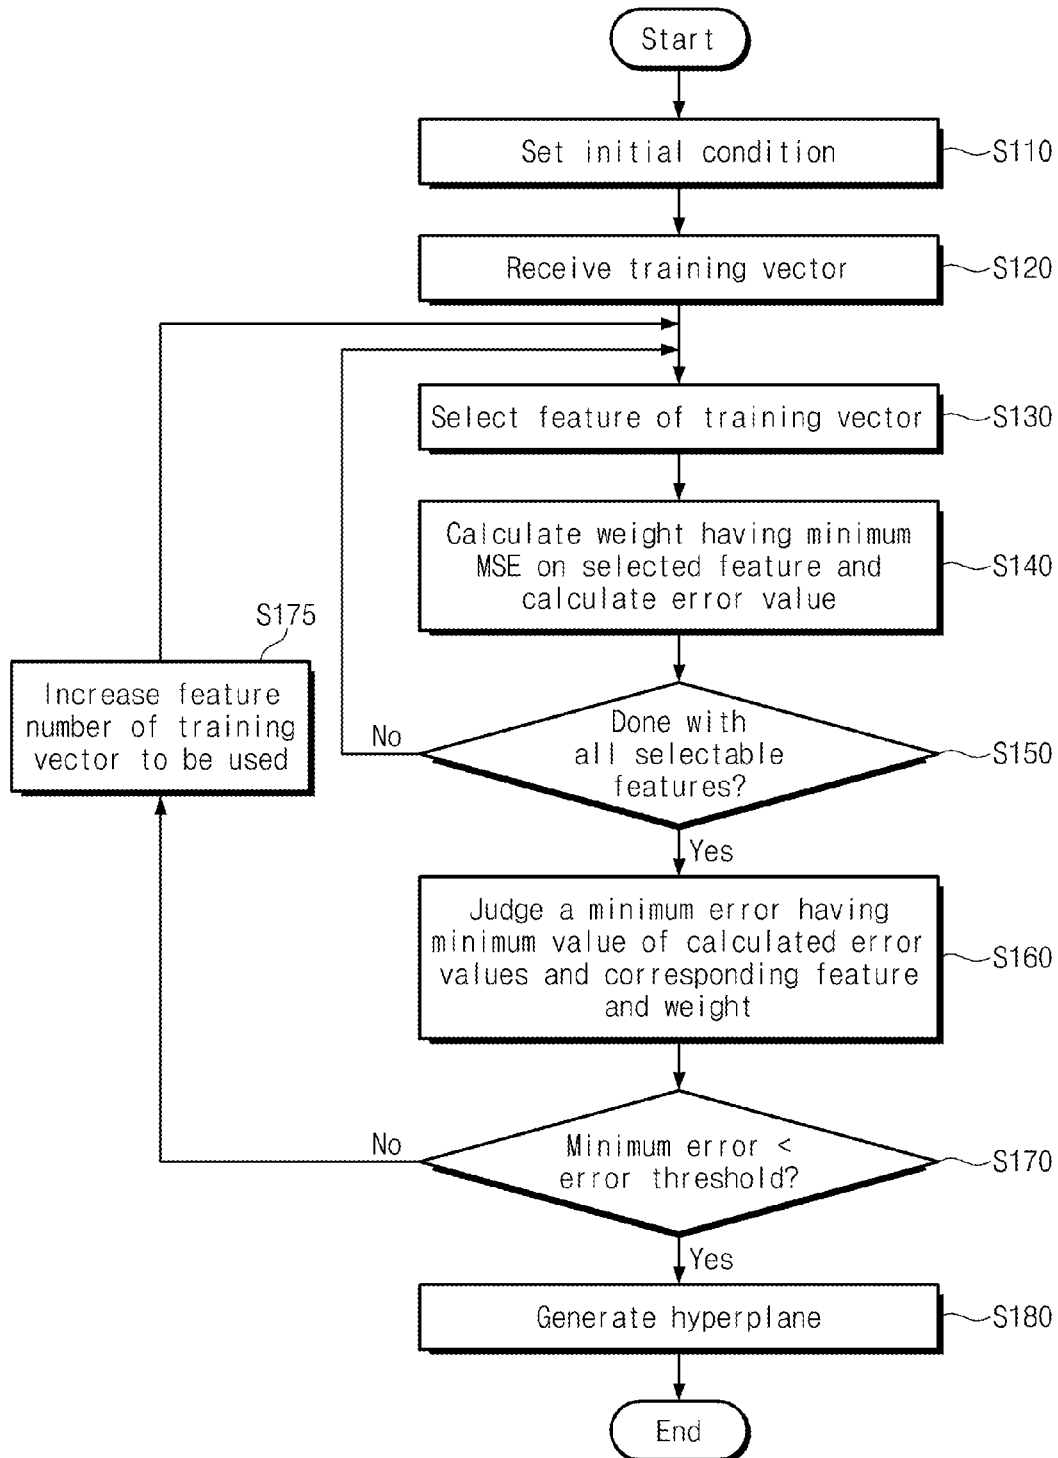 Start
Set initial condition
S110
Receive training vector
S120
Select feature of training vector
S130
Calculate weight having minimum
MSE on selected feature and
calculate error value
S140
S175
Increase feature
number of training
vector to be used
No
Done with
all selectable
features?
S150
Yes
Judge a minimum error having
minimum value of calculated error
values and corresponding feature
and weight
S160
No
Minimum error <
error threshold?
S170
Yes
Generate hyperplane
S180
End